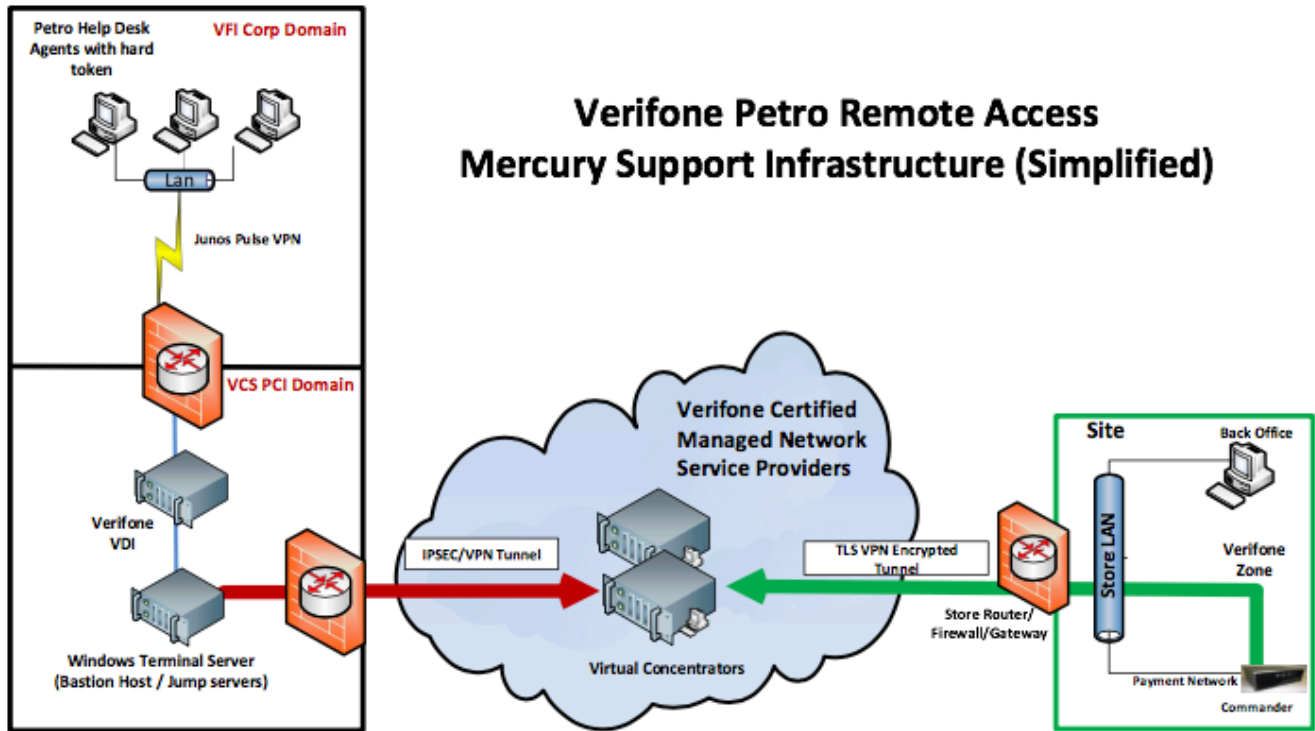 Petro Help Desk
Agents with hard
token
VFI Corp Domain
Verifone Petro Remote Access
Mercury Support Infrastructure (Simplified)
Lan
Junos Pulse VPN
VCS PCI Domain
Verifone
VDI
Windows Terminal Server
(Bastion Host / Jump servers)
IPSEC/VPN Tunnel
Verifone Certified
Managed Network
Service Providers
Virtual Concentrators
TLS VPN Encrypted
Tunnel
Store Router/
Firewall/Gateway
Site
Back Office
Store LAN
Verifone
Zone
Payment Network
Commander